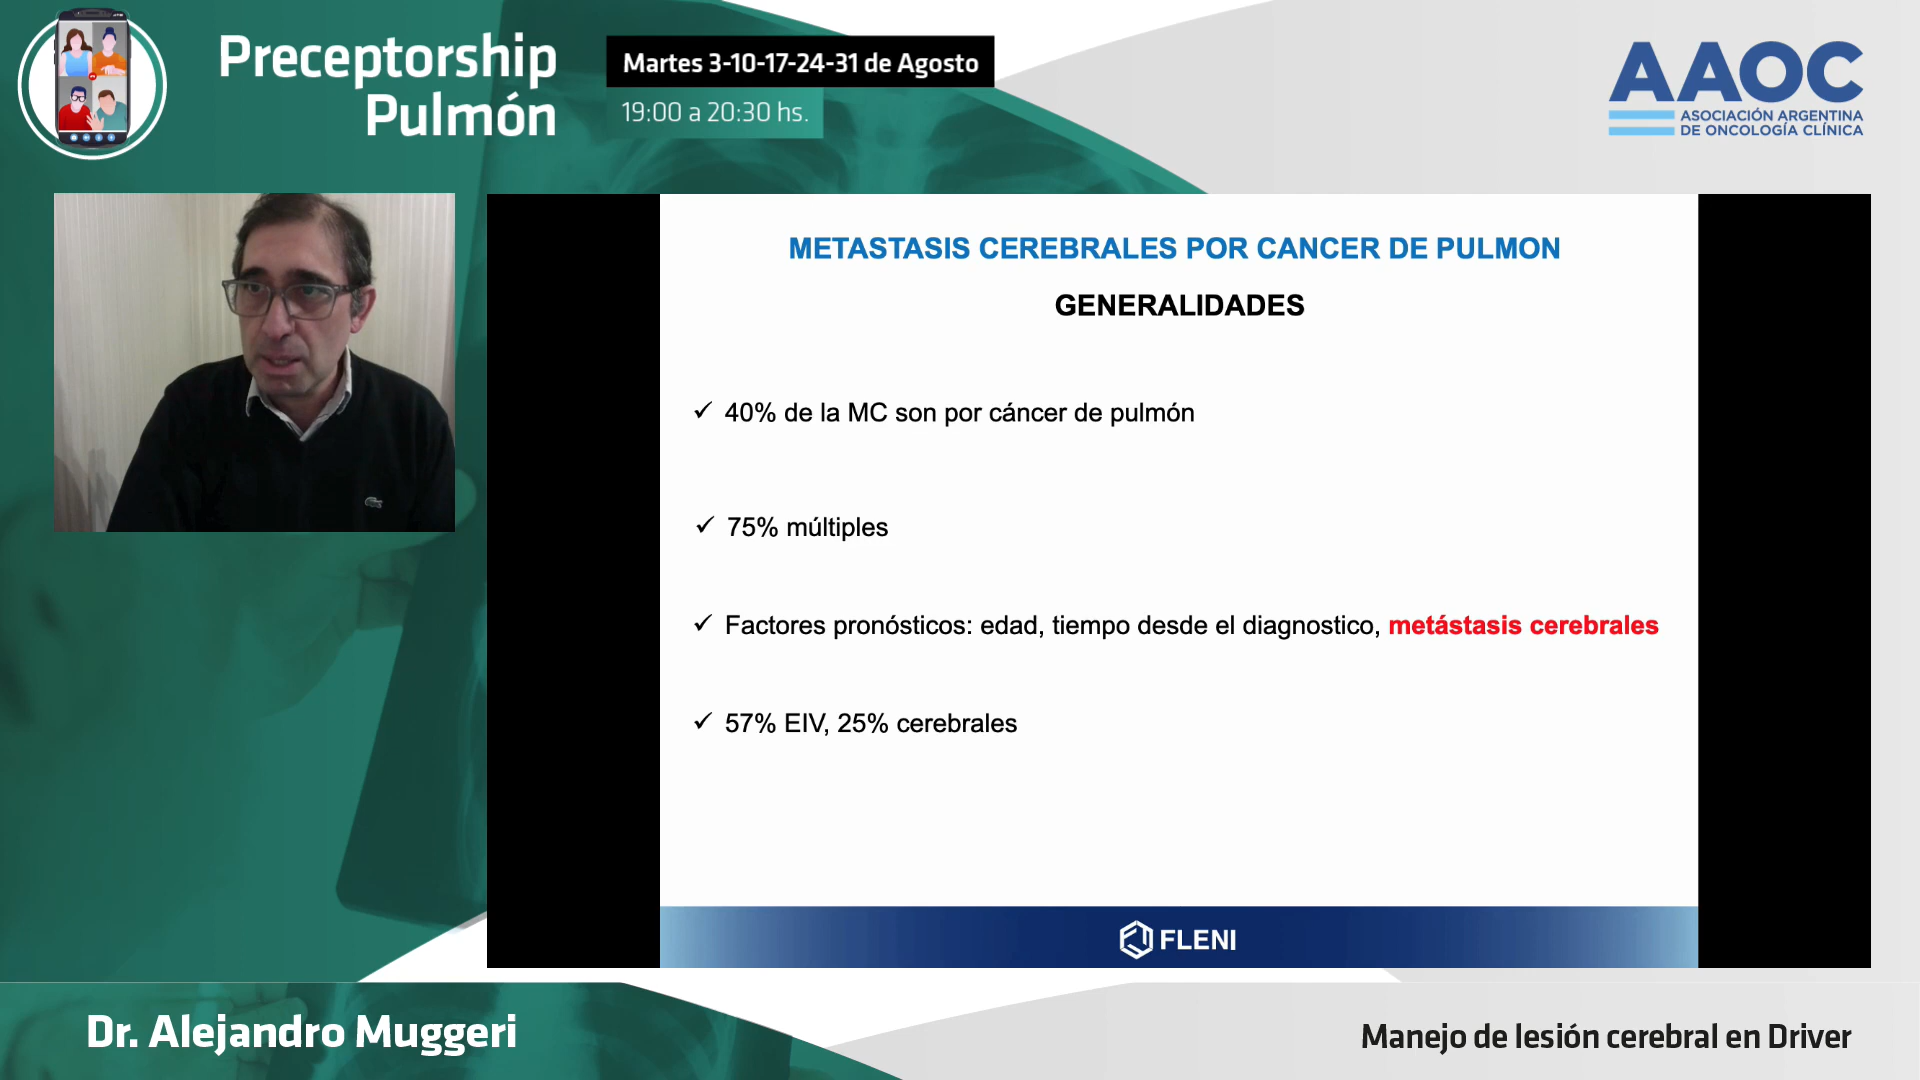 Preceptorship
Pulmón
Martes 3-10-17-24-31 de Agosto
19:00 a 20:30 hs.
AAOC
ASOCIACIÓN ARGENTINA
DE ONCOLOGÍA CLÍNICA
METASTASIS CEREBRALES POR CANCER DE PULMON
GENERALIDADES
✓ 40% de la MC son por cáncer de pulmón
✓ 75% múltiples
✓ Factores pronósticos: edad, tiempo desde el diagnostico, metástasis cerebrales
✓ 57% EIV, 25% cerebrales
FLENI
Dr. Alejandro Muggeri
Manejo de lesión cerebral en Driver